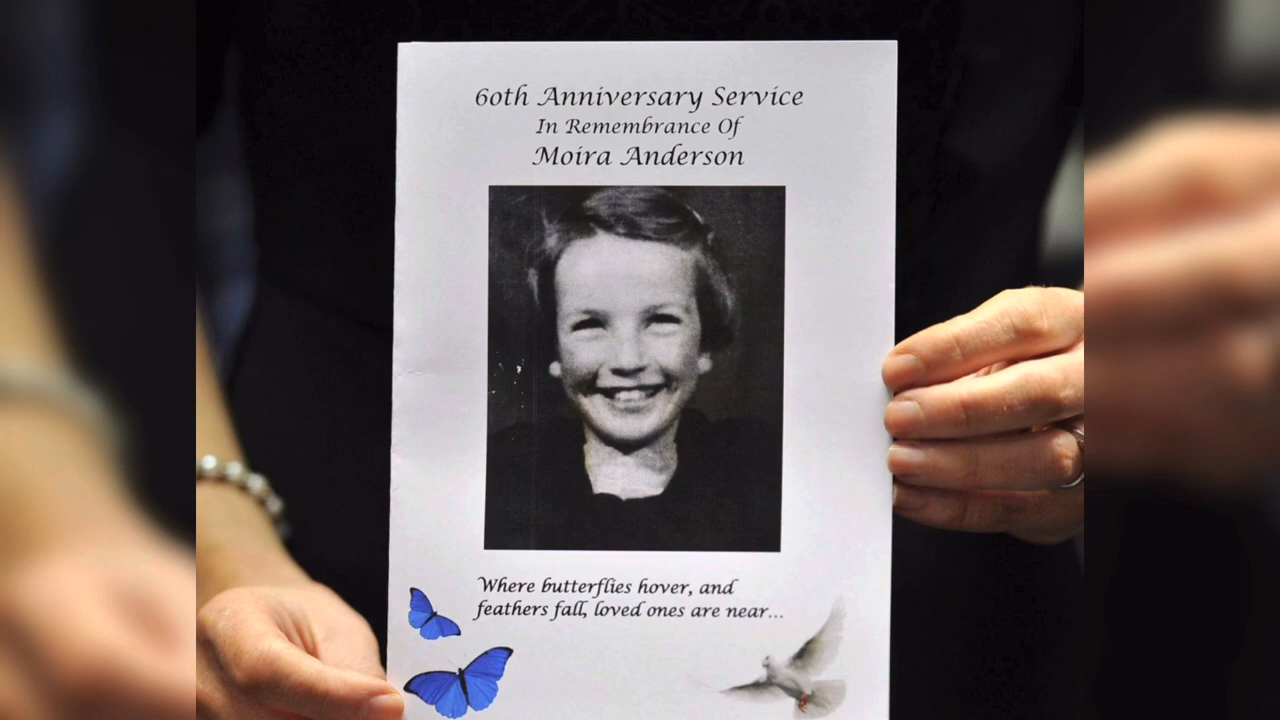 60th Anniversary Service
In Remembrance Of
Moira Anderson
Where butterflies hover, and
feathers fall, loved ones are near...